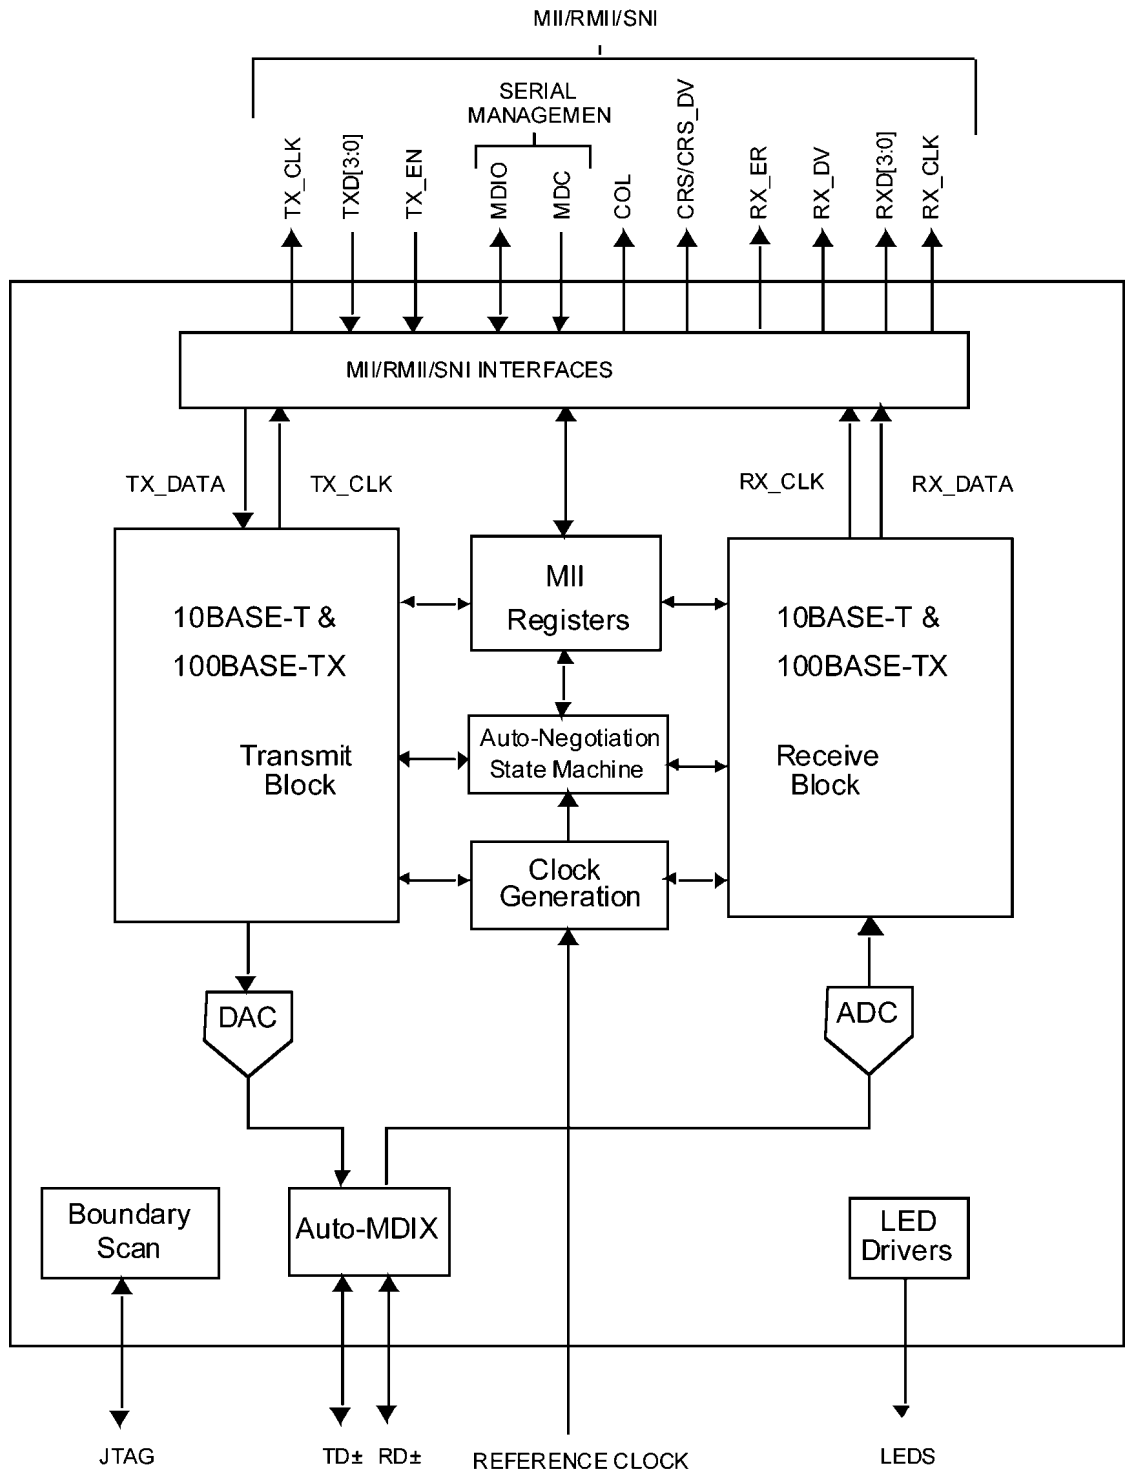 MII/RMII/SNI
SERIAL
MANAGEMEN
TX_CLK
TXD[3:0]
TX_EN
MDIO
MDC
COL
CRS/CRS_DV
RX_ER
RX_DV
RXD[3:0]
RX_CLK
MII/RMII/SNI INTERFACES
TX_DATA
TX_CLK
RX_CLK
RX_DATA
10BASE-T &
100BASE-TX
Transmit
Block
MII
Registers
10BASE-T &
100BASE-TX
Receive
Block
Auto-Negotiation
State Machine
Clock
Generation
DAC
ADC
Boundary
Scan
Auto-MDIX
LED
Drivers
JTAG
TD±
RD±
REFERENCE CLOCK
LEDS